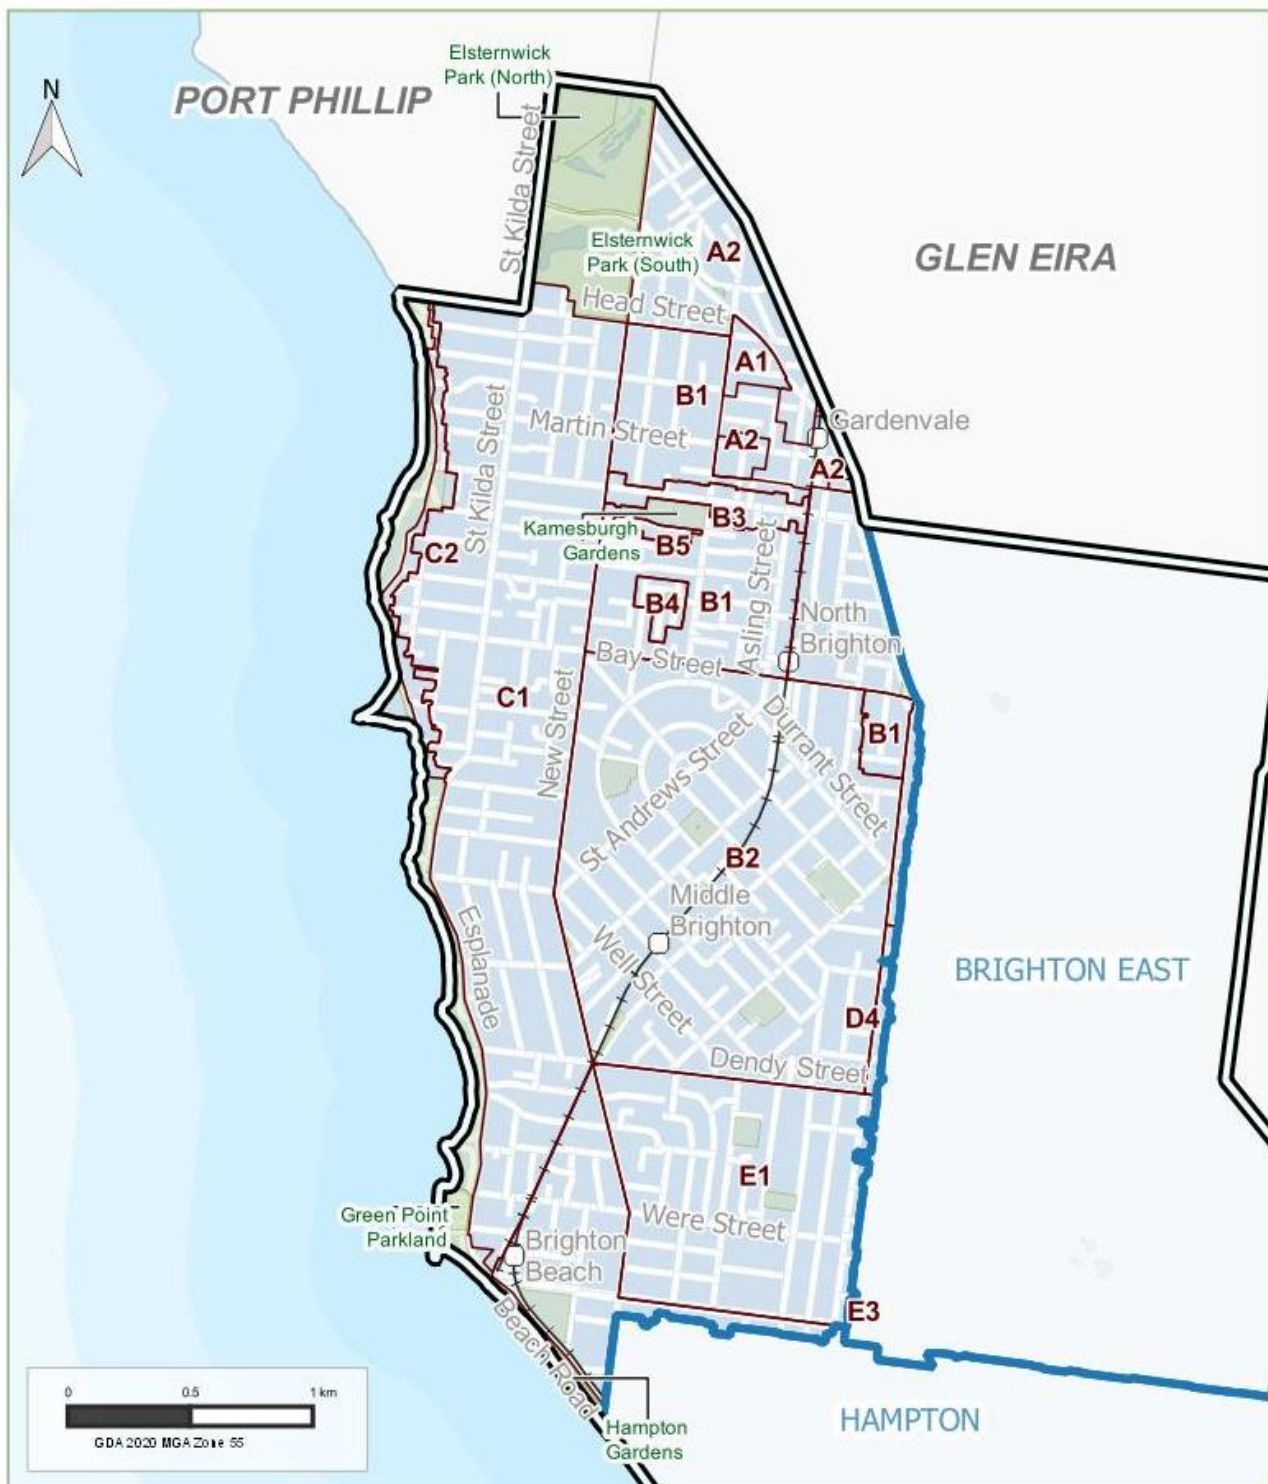 Elsternwick
Park (North)
N
PORT PHILLIP
St Kilda Street
Elsternwick
Park (South)
A2
GLEN EIRA
Head Street
A1
B1
Martin Street
A2
Gardenvale
A2
St Kilda Street
Kamesburgh
Gardens
B3
B5
C2
B4
B1
Asling Street
North
Brighton
Bay Street
C1
New Street
Durrant Street
B1
St Andrews Street
B2
Middle
Brighton
Esplanade
Well Street
BRIGHTON EAST
D4
Dendy Street
E1
Green Point
Parkland
Were Street
Brighton
Beach
E3
Beach Road
0 0.5 1 km
GDA 2020 MGA Zone 55
HAMPTON
Hampton
Gardens